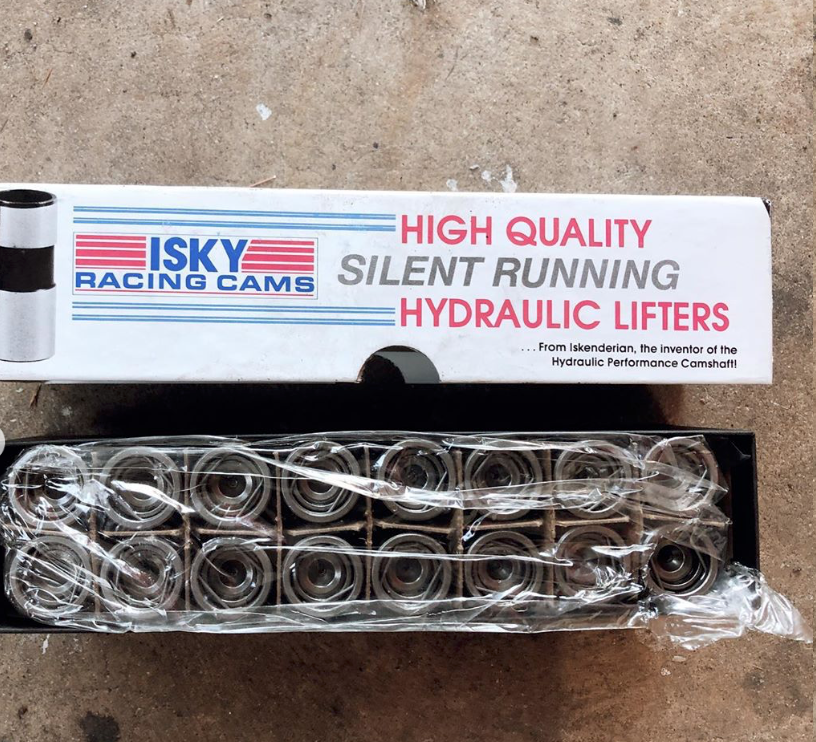 ISKY
RACING CAMS
HIGH QUALITY
SILENT RUNNING
HYDRAULIC LIFTERS
... From Iskenderian, the inventor of the
Hydraulic Performance Camshaft!